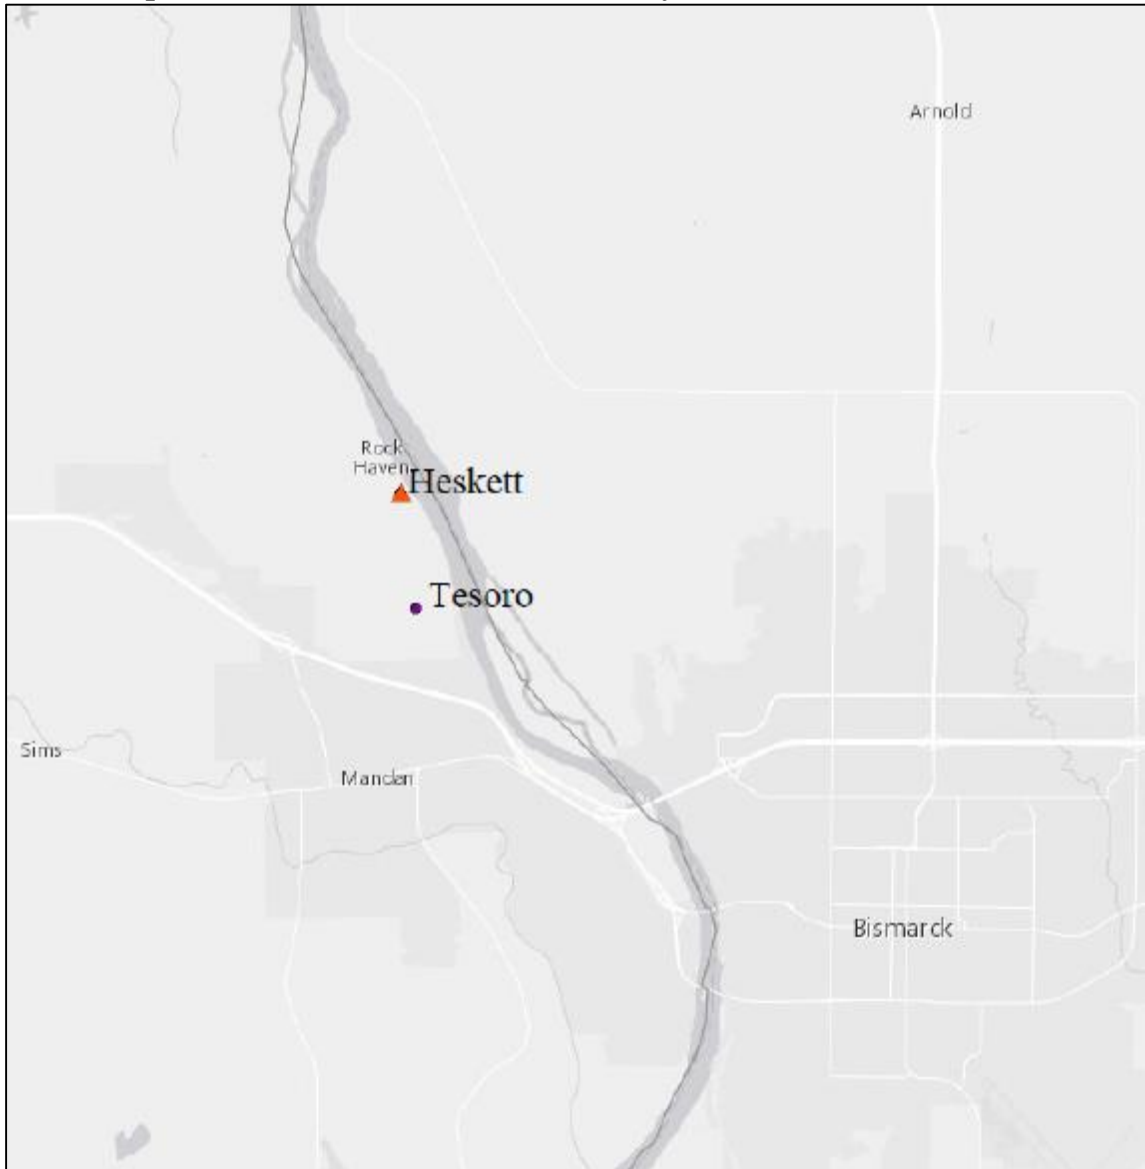 Arnold
Rock
Haven
Heskett
Tesoro
Sims
Mandan
Bismarck